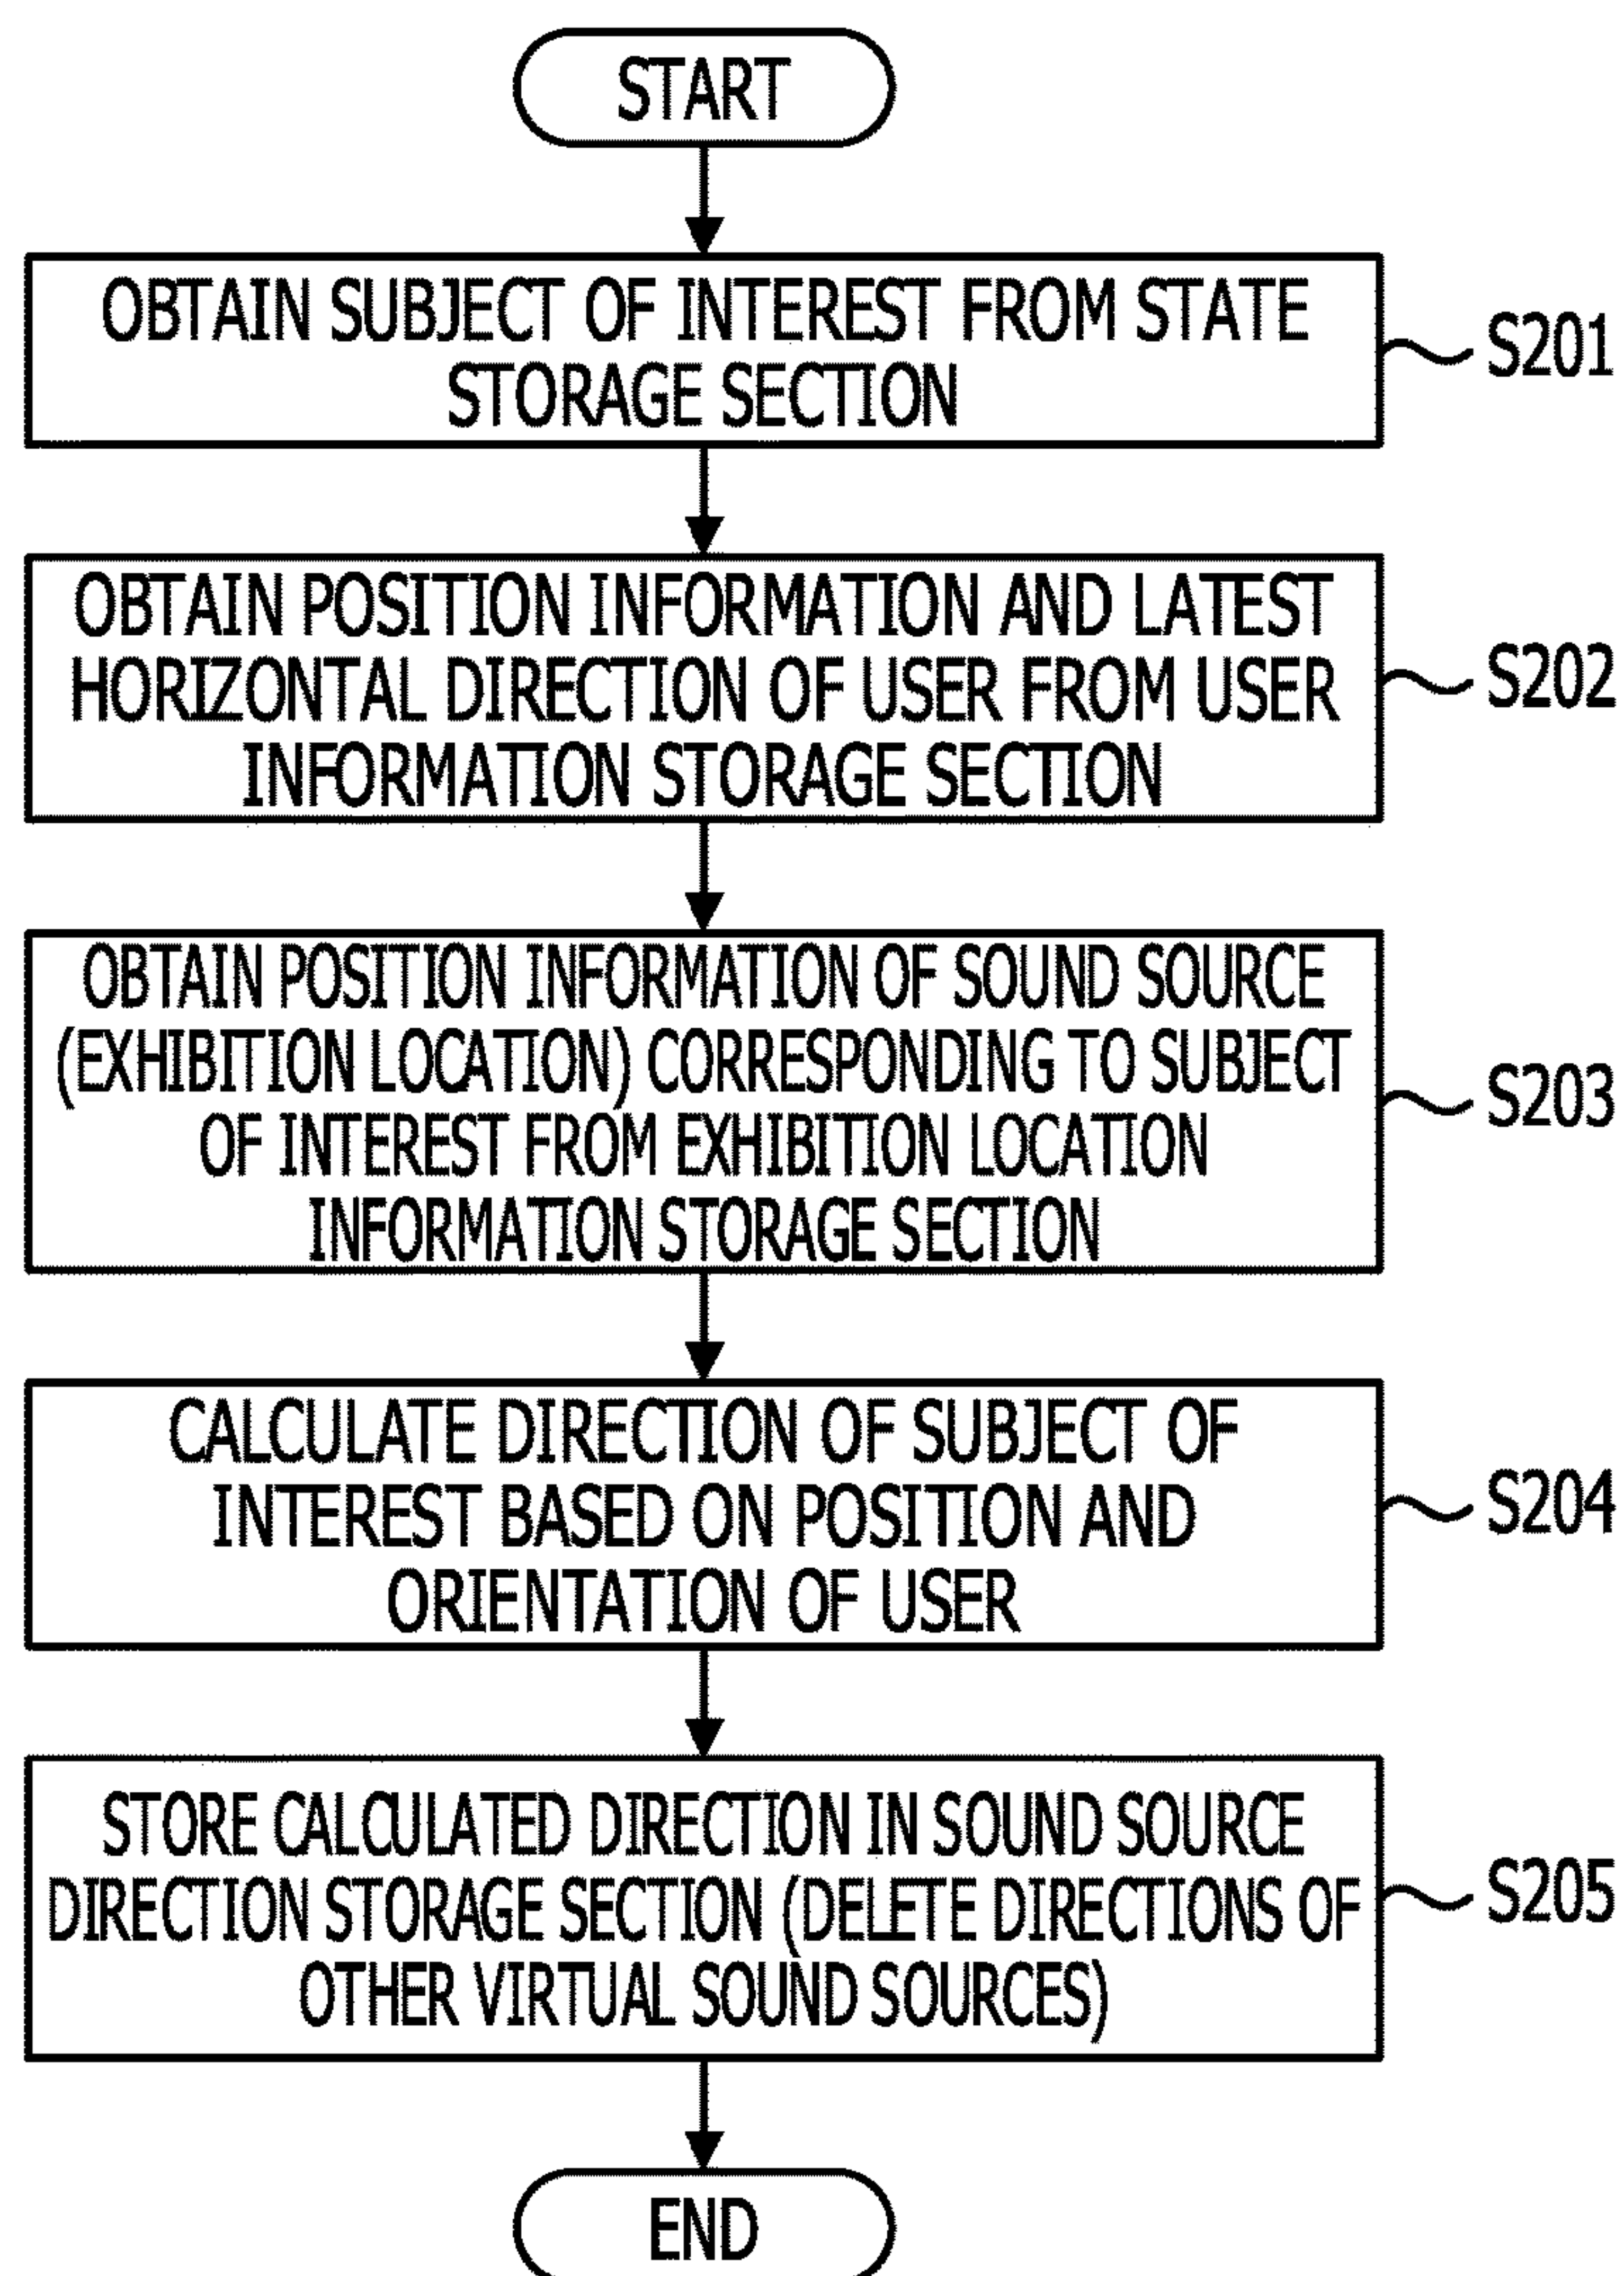 START
OBTAIN SUBJECT OF INTEREST FROM STATE
STORAGE SECTION
S201
OBTAIN POSITION INFORMATION AND LATEST
HORIZONTAL DIRECTION OF USER FROM USER
INFORMATION STORAGE SECTION
S202
OBTAIN POSITION INFORMATION OF SOUND SOURCE
(EXHIBITION LOCATION) CORRESPONDING TO SUBJECT
OF INTEREST FROM EXHIBITION LOCATION
INFORMATION STORAGE SECTION
S203
CALCULATE DIRECTION OF SUBJECT OF
INTEREST BASED ON POSITION AND
ORIENTATION OF USER
S204
STORE CALCULATED DIRECTION IN SOUND SOURCE
DIRECTION STORAGE SECTION (DELETE DIRECTIONS OF
OTHER VIRTUAL SOUND SOURCES)
S205
END